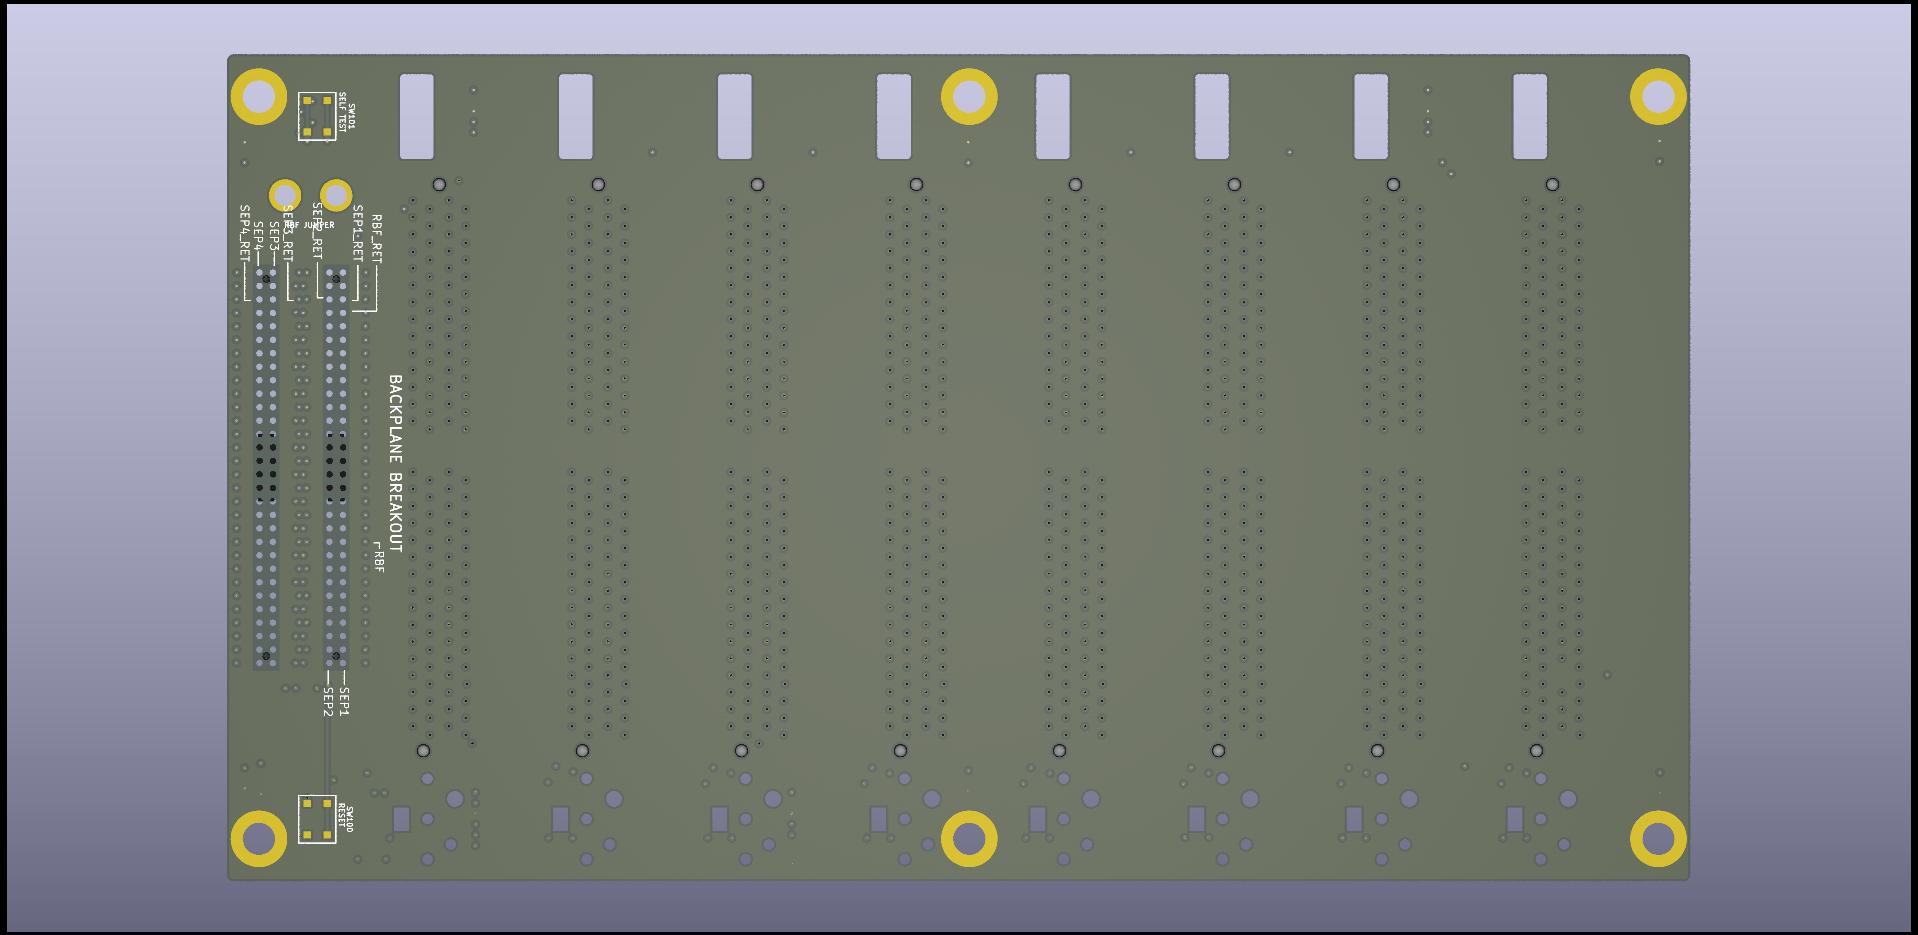 SW101
SELF TEST
SEP4_RET
SEP4
SEP3
SEP3_RET
SEP2_RET
SEP1_RET
RBF_RET
RBF JUMPER
BACKPLANE BREAKOUT
RBF
SEP1
SEP2
SW100
RESET